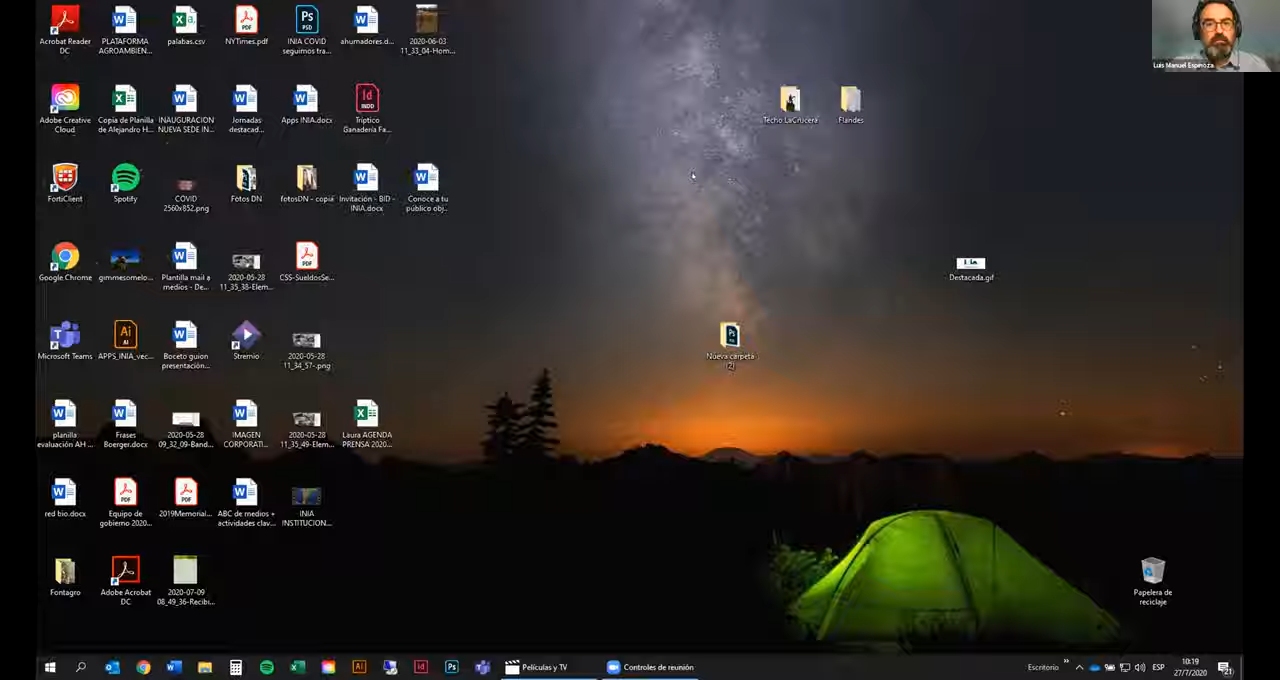 Acrobat Reader
DC
PLATAFORMA
AGROAMBIEN...
palabas.csv
NYTimes.pdf
INIA COVID
seguimos tra...
ahumadores.d...
2020-06-03
11_33_04-Hom...
Luis Manuel Espinoza
Adobe Creative
Cloud
Copia de Planilla
de Alejandro H...
INAUGURACION
NUEVA SEDE IN...
Jornadas
destacad...
Apps INIA.docx
Triptico
Ganadería Fa...
Techo LaCrucera
Flandes
FortiClient
Spotify
COVID
2560x852.png
Fotos DN
fotosDN - copia
Invitación - BID -
INIA.docx
Conoce a tu
público obj...
Google Chrome
gimmesomelo...
Plantilla mail a
medios - De...
2020-05-28
11_35_38-Elem...
CSS-SueldosSe...
Destacada.gif
Microsoft Teams
APPS_INIA_vec...
Boceto guion
presentación...
Stremio
2020-05-28
11_34_57-.png
Nueva carpeta
(2)
planilla
evaluación AH ...
Frases
Boerger.docx
2020-05-28
09_32_09-Band...
IMAGEN
CORPORATI...
2020-05-28
11_35_49-Elem...
Laura AGENDA
PRENSA 2020...
red bio.docx
Equipo de
gobierno 2020...
2019Memorial...
ABC de medios +
actividades clav...
INIA
INSTITUCION...
Fontagro
Adobe Acrobat
DC
2020-07-09
08_49_36-Recibi...
Papelera de
reciclaje
Películas y TV
Controles de reunión
Escritorio
ESP
10:19
27/7/2020
21